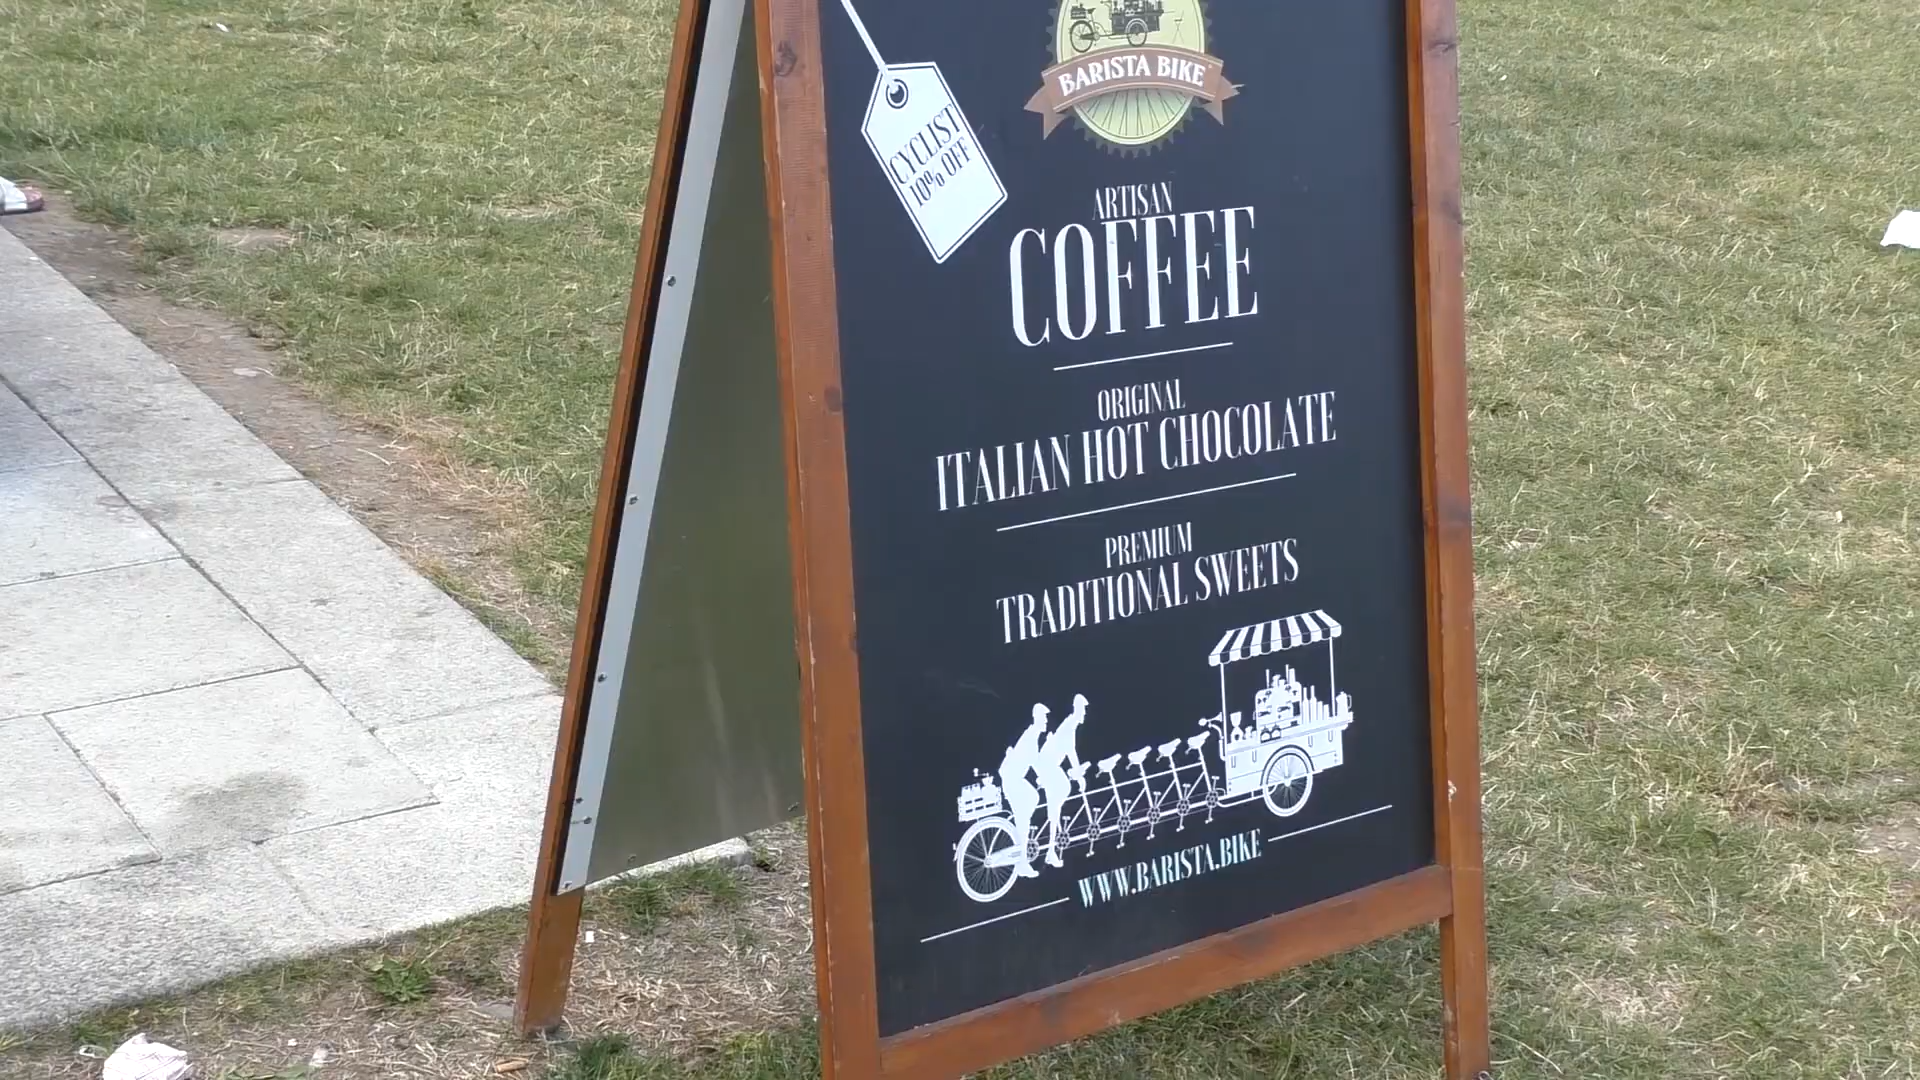 BARISTA BIKE
CYCLIST
10% OFF
ARTISAN
COFFEE
ORIGINAL
ITALIAN HOT CHOCOLATE
PREMIUM
TRADITIONAL SWEETS
WWW.BARISTA.BIKE